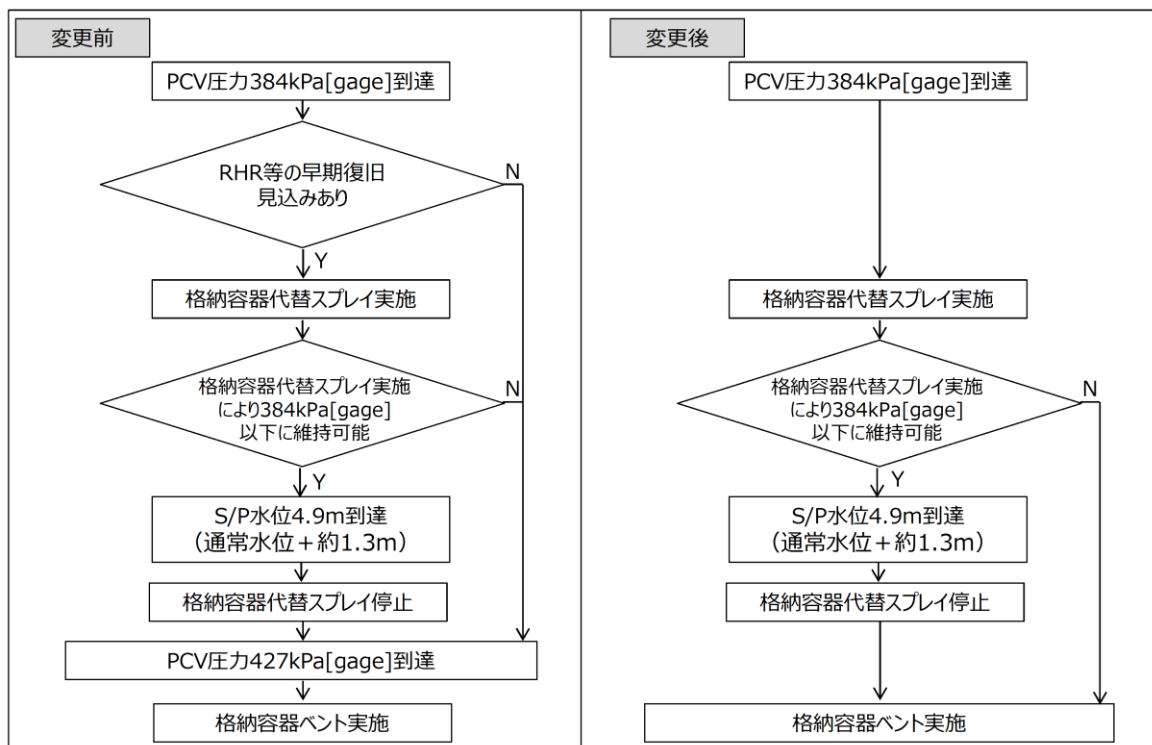 変更前
PCV圧力384kPa[gage]到達
RHR等の早期復旧
見込みあり
N
Y
格納容器代替スプレイ実施
格納容器代替スプレイ実施
により384kPa[gage]
以下に維持可能
N
Y
S/P水位4.9m到達
（通常水位＋約1.3m）
格納容器代替スプレイ停止
PCV圧力427kPa[gage]到達
格納容器ベント実施
変更後
PCV圧力384kPa[gage]到達
格納容器代替スプレイ実施
格納容器代替スプレイ実施
により384kPa[gage]
以下に維持可能
N
Y
S/P水位4.9m到達
（通常水位＋約1.3m）
格納容器代替スプレイ停止
格納容器ベント実施